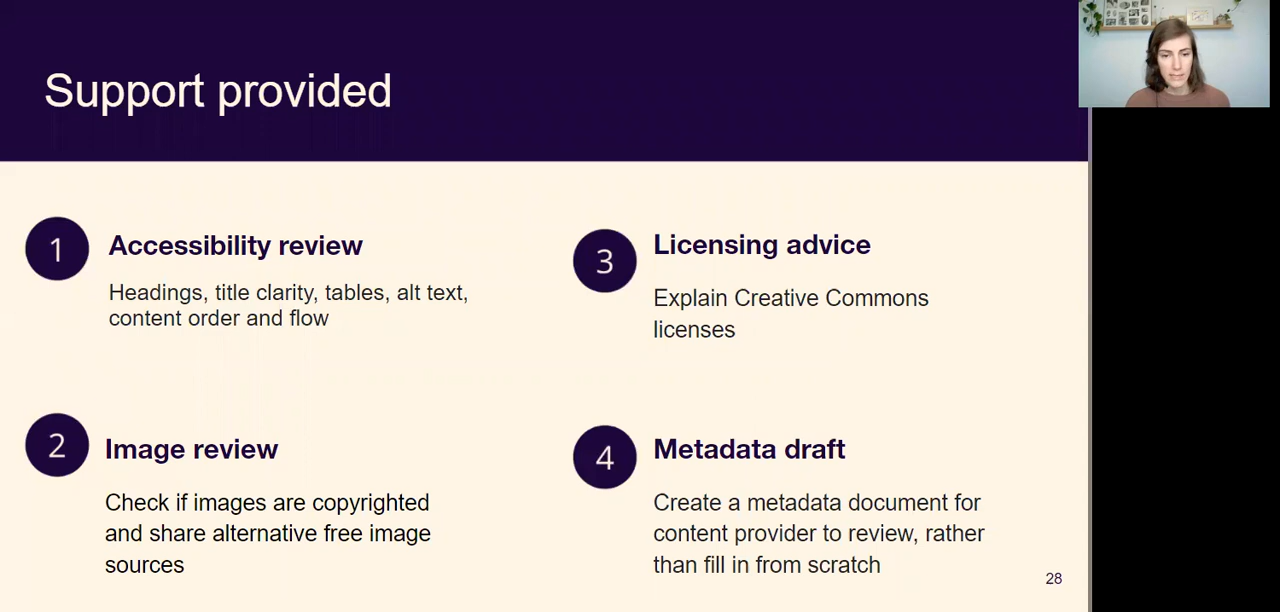 Support provided
1
Accessibility review
Headings, title clarity, tables, alt text,
content order and flow
2
Image review
Check if images are copyrighted
and share alternative free image
sources
3
Licensing advice
Explain Creative Commons
licenses
4
Metadata draft
Create a metadata document for
content provider to review, rather
than fill in from scratch
28